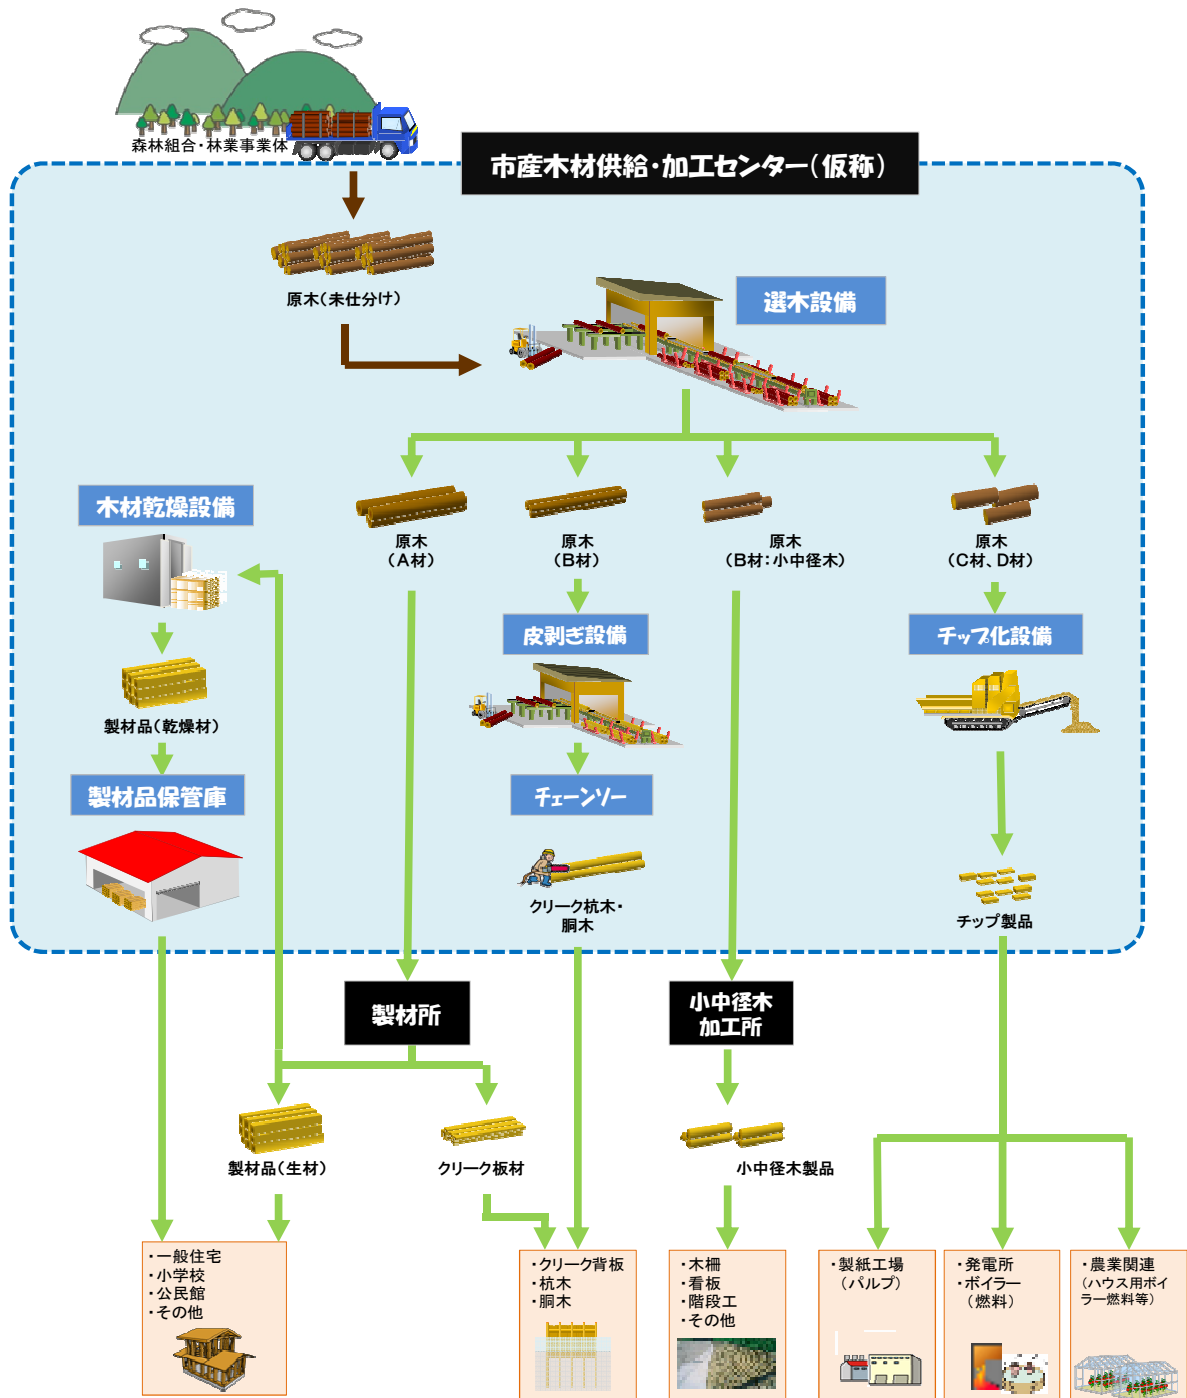 森林組合・林業事業体
市産木材供給・加工センター（仮称）
原木（未仕分け）
選木設備
木材乾燥設備
原木
（A材）
原木
（B材）
原木
（B材：小中径木）
原木
（C材、D材）
皮剥ぎ設備
チップ化設備
製材品（乾燥材）
製材品保管庫
チェーンソー
クリーク杭木・
胴木
チップ製品
製材所
小中径木
加工所
製材品（生材）
クリーク板材
小中径木製品
・一般住宅
・小学校
・公民館
・その他
・クリーク背板
・杭木
・胴木
・木柵
・看板
・階段工
・その他
・製紙工場
（パルプ）
・発電所
・ボイラー
（燃料）
・農業関連
（ハウス用ボイ
ラー燃料等）